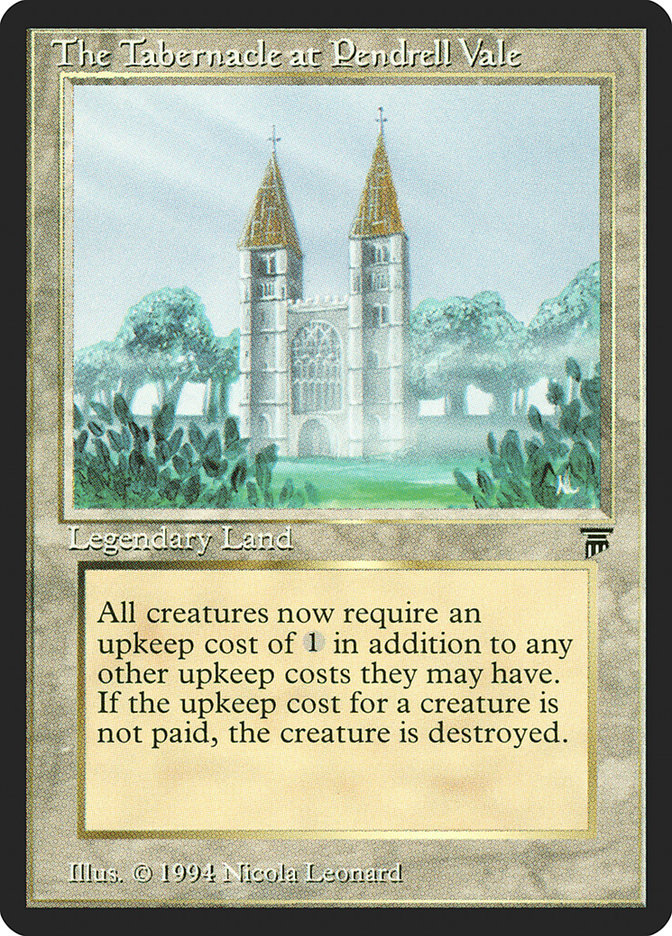 The Tabernacle at Pendrell Vale
Legendary Land
All creatures now require an
upkeep cost of 1 in addition to any
other upkeep costs they may have.
If the upkeep cost for a creature is
not paid, the creature is destroyed.
Illus. © 1994 Nicola Leonard